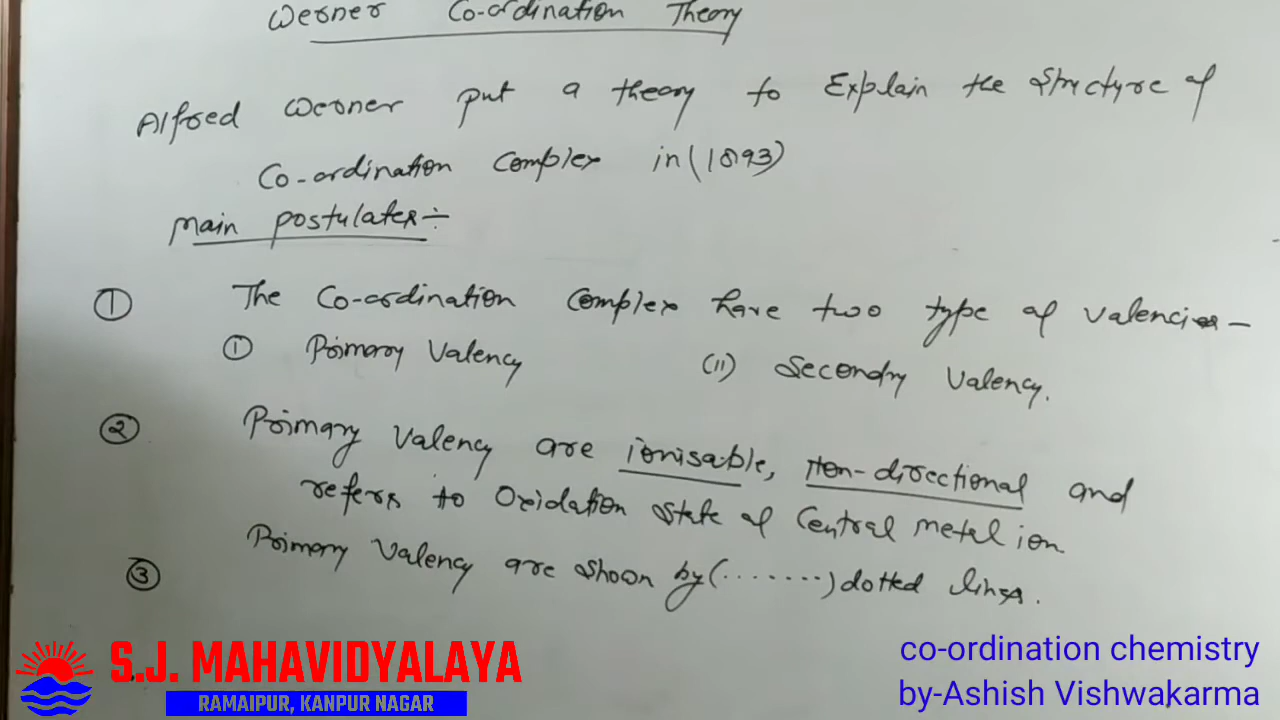 Werner Co-ordination Theory
Alfred Werner put a theory to Explain the structure of
Co-ordination Complex in (1893)
Main postulates ÷
① The Co-ordination Complex have two type of valencies –
① Primary Valency (ii) Secondry Valency.
② Primary Valency are ionisable, Non-directional and
refers to Oxidation state of Central Metal ion
③ Primary Valency are shown by (........) dotted lines.
S.J. MAHAVIDYALAYA
RAMAIPUR, KANPUR NAGAR
co-ordination chemistry
by-Ashish Vishwakarma